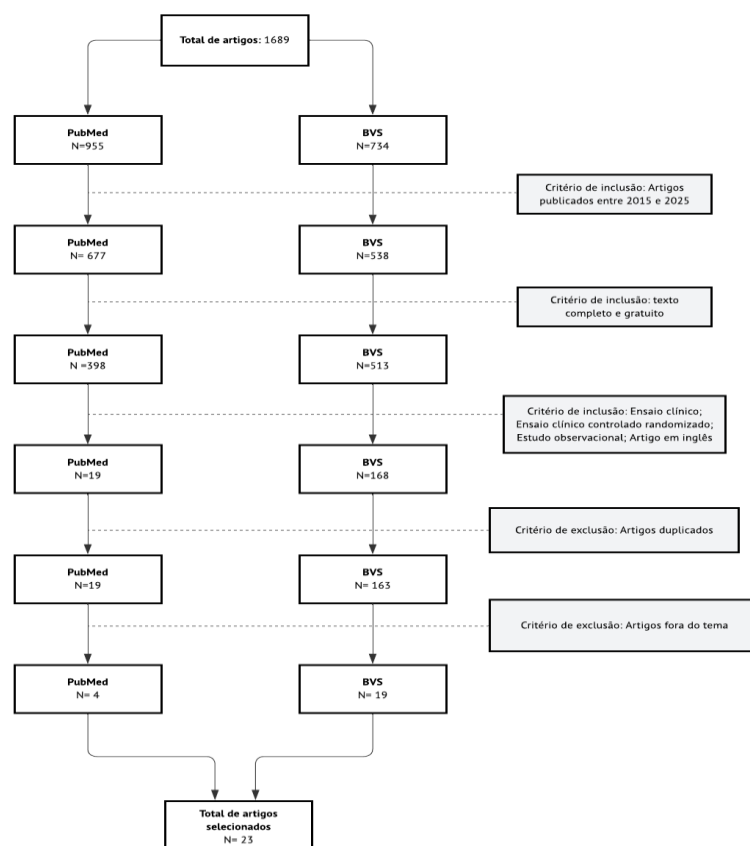 Total de artigos: 1689
PubMed
N=955
BVS
N=734
Critério de inclusão: Artigos
publicados entre 2015 e 2025
PubMed
N= 677
BVS
N=538
Critério de inclusão: texto
completo e gratuito
PubMed
N =398
BVS
N=513
Critério de inclusão: Ensaio clínico;
Ensaio clínico controlado randomizado;
Estudo observacional; Artigo em inglês
PubMed
N=19
BVS
N=168
Critério de exclusão: Artigos duplicados
PubMed
N=19
BVS
N= 163
Critério de exclusão: Artigos fora do tema
PubMed
N= 4
BVS
N= 19
Total de artigos
selecionados
N= 23